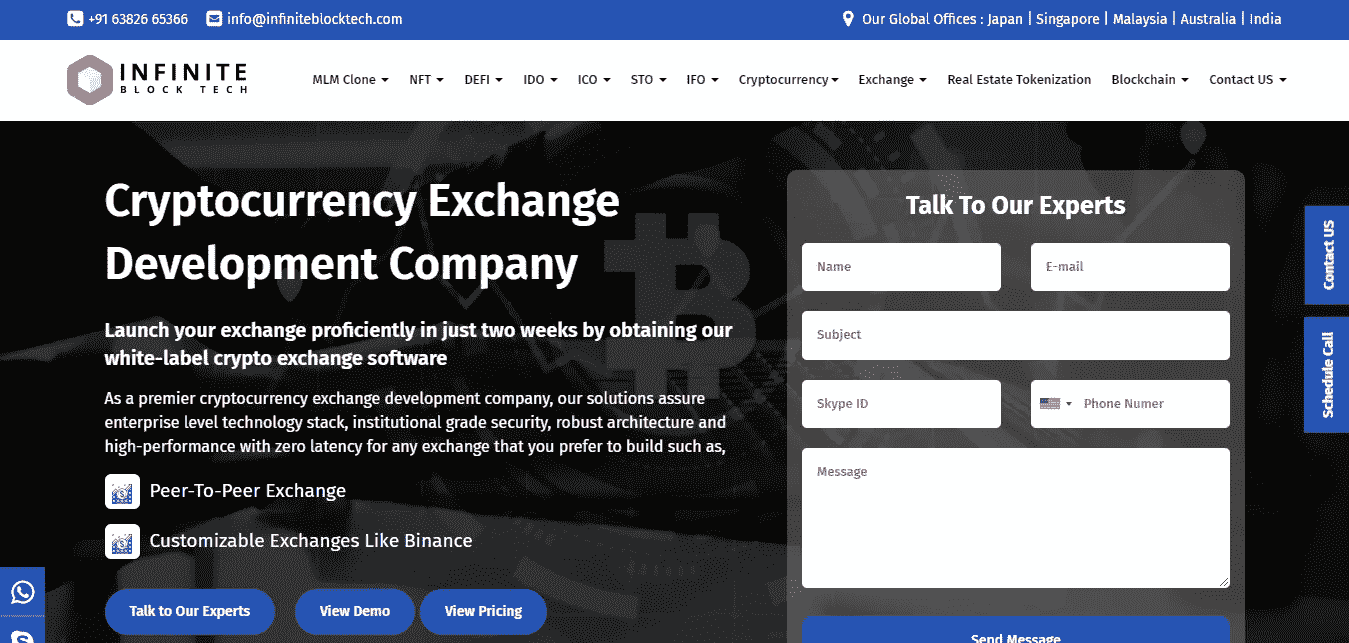 +91 63826 65366
info@infiniteblocktech.com
Our Global Offices : Japan | Singapore | Malaysia | Australia | India
INFINITE
BLOCK TECH
MLM Clone
NFT
DEFI
IDO
ICO
STO
IFO
Cryptocurrency
Exchange
Real Estate Tokenization
Blockchain
Contact US
Cryptocurrency Exchange
Development Company
Launch your exchange proficiently in just two weeks by obtaining our
white-label crypto exchange software
As a premier cryptocurrency exchange development company, our solutions assure
enterprise level technology stack, institutional grade security, robust architecture and
high-performance with zero latency for any exchange that you prefer to build such as,
Peer-To-Peer Exchange
Customizable Exchanges Like Binance
Talk to Our Experts
View Demo
View Pricing
Talk To Our Experts
Name
E-mail
Subject
Skype ID
Phone Numer
Message
Send Message
Contact US
Schedule Call